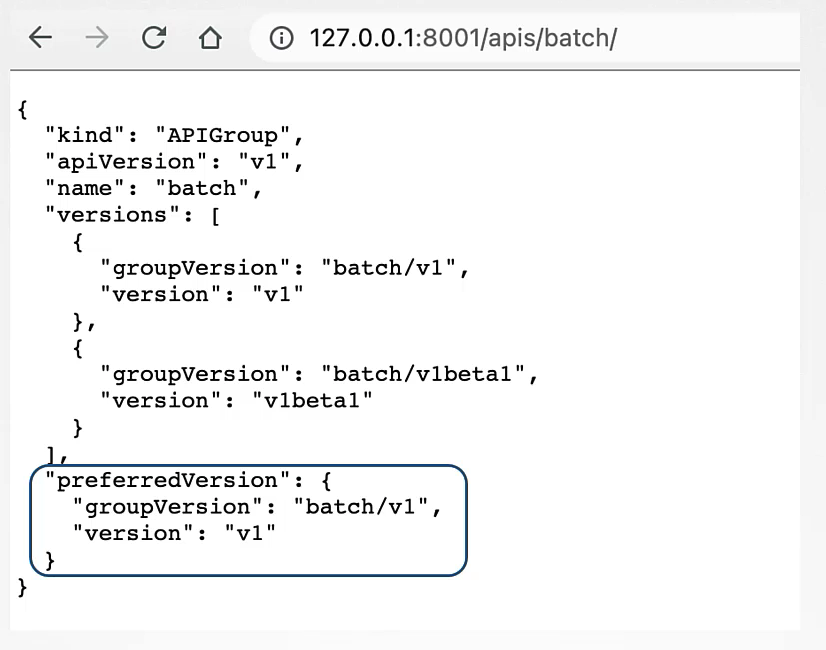 127.0.0.1:8001/apis/batch/
{
  "kind": "APIGroup",
  "apiVersion": "v1",
  "name": "batch",
  "versions": [
    {
      "groupVersion": "batch/v1",
      "version": "v1"
    },
    {
      "groupVersion": "batch/v1beta1",
      "version": "v1beta1"
    }
  ],
  "preferredVersion": {
    "groupVersion": "batch/v1",
    "version": "v1"
  }
}